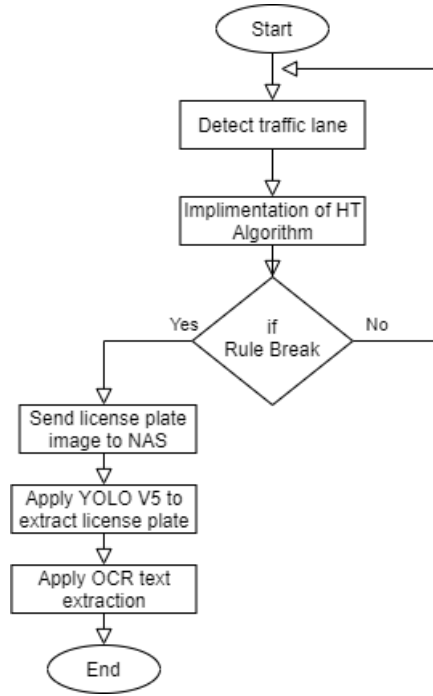 Start
Detect traffic lane
Implimentation of HT
Algorithm
if
Rule Break
Yes
No
Send license plate
image to NAS
Apply YOLO V5 to
extract license plate
Apply OCR text
extraction
End